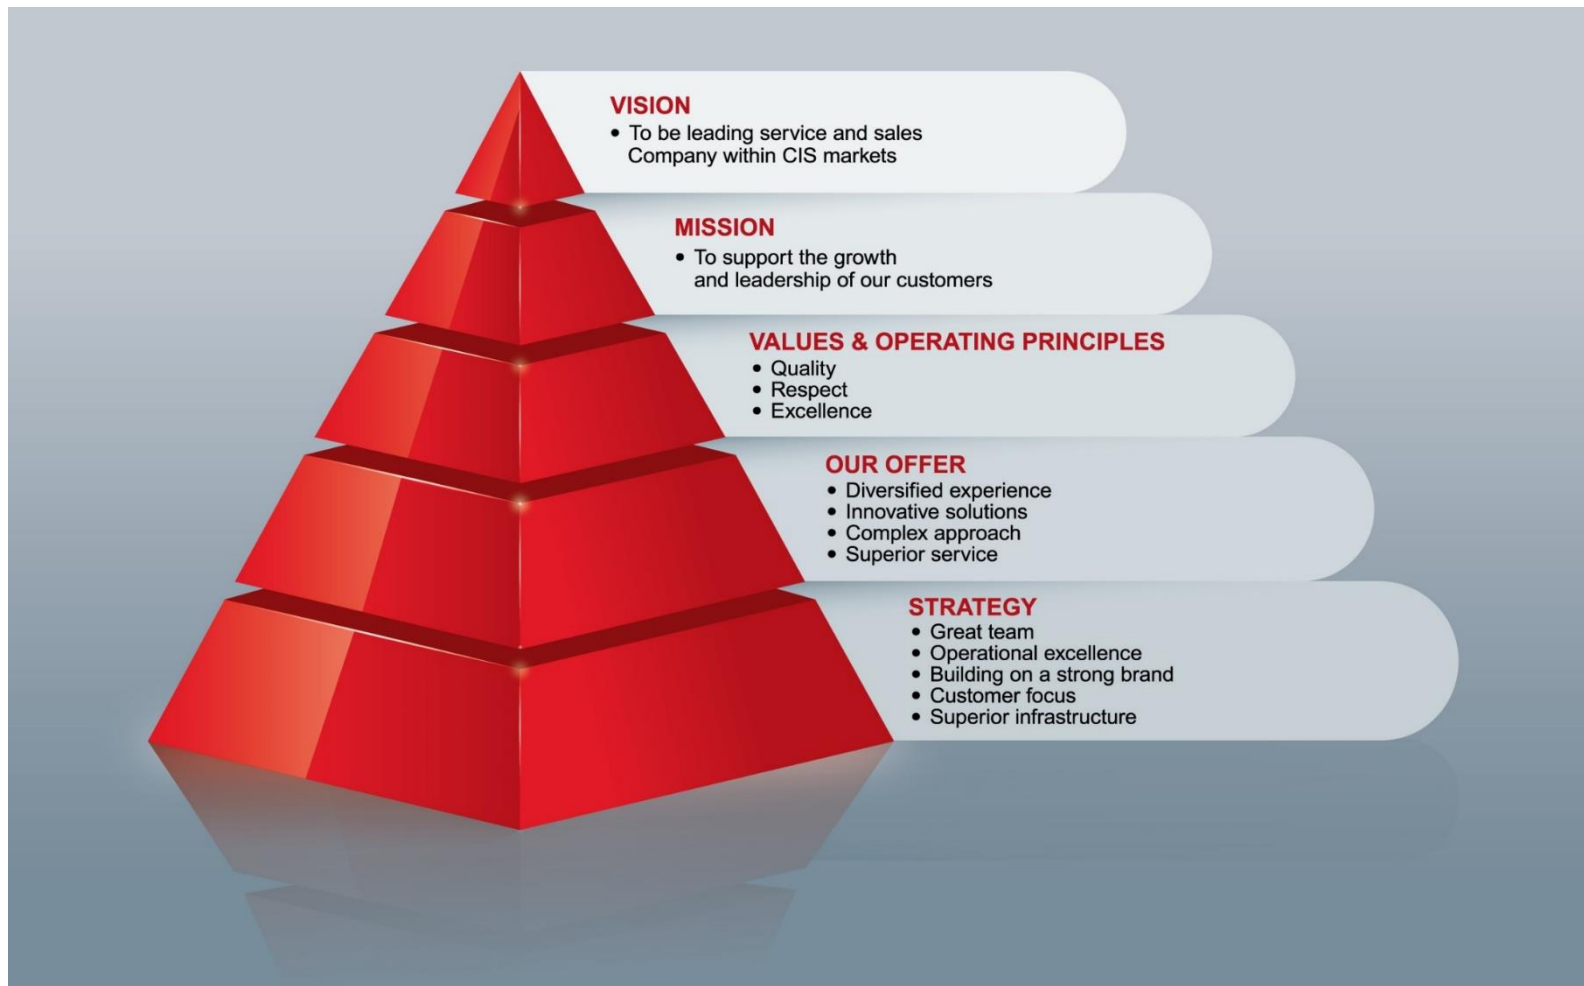 VISION
• To be leading service and sales
Company within CIS markets
MISSION
• To support the growth
and leadership of our customers
VALUES & OPERATING PRINCIPLES
• Quality
• Respect
• Excellence
OUR OFFER
• Diversified experience
• Innovative solutions
• Complex approach
• Superior service
STRATEGY
• Great team
• Operational excellence
• Building on a strong brand
• Customer focus
• Superior infrastructure